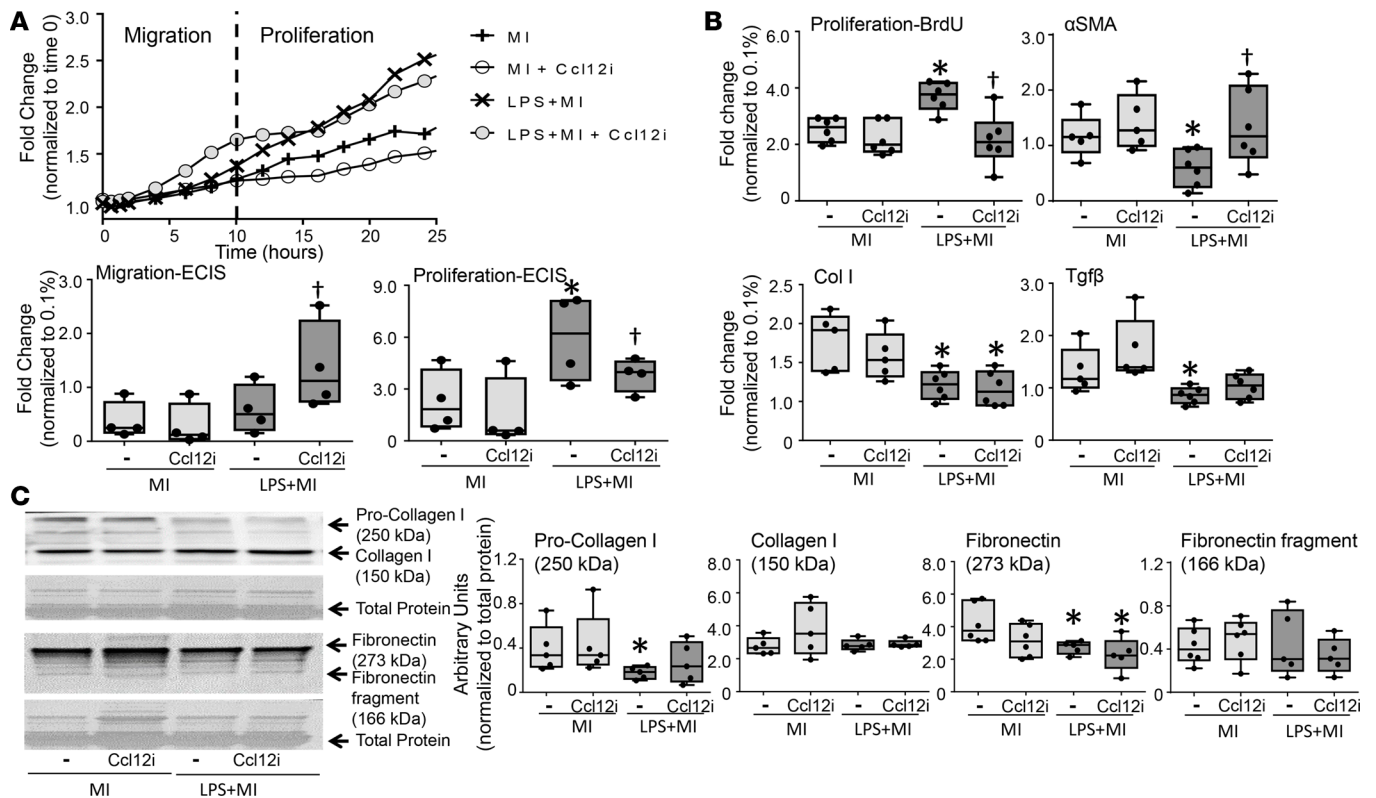 A
Fold Change
(normalized to time 0)
3.0
2.5
2.0
1.5
1.0
Migration
Proliferation
0
5
10
15
20
25
Time (hours)
MI
MI + Ccl12i
LPS+MI
LPS+MI + Ccl12i
Migration-ECIS
Fold Change
(normalized to 0.1%)
3.0
2.0
1.0
0
†
-
Ccl12i
-
Ccl12i
MI
LPS+MI
Proliferation-ECIS
9.0
6.0
3.0
0
*
†
-
Ccl12i
-
Ccl12i
MI
LPS+MI
B
Proliferation-BrdU
Fold Change
(normalized to 0.1%)
6.0
4.0
2.0
0
*
†
-
Ccl12i
-
Ccl12i
MI
LPS+MI
αSMA
3.0
2.0
1.0
0
*
†
-
Ccl12i
-
Ccl12i
MI
LPS+MI
Col I
Fold change
(normalized to 0.1%)
2.5
2.0
1.5
1.0
0
*
*
-
Ccl12i
-
Ccl12i
MI
LPS+MI
Tgfβ
3.0
2.0
1.0
0
*
-
Ccl12i
-
Ccl12i
MI
LPS+MI
C
Pro-Collagen I
(250 kDa)
Collagen I
(150 kDa)
Total Protein
Fibronectin
(273 kDa)
Fibronectin
fragment
(166 kDa)
Total Protein
-
Ccl12i
-
Ccl12i
MI
LPS+MI
Arbitrary Units
(normalized to total protein)
Pro-Collagen I
(250 kDa)
1.2
0.8
0.4
0
*
-
Ccl12i
-
Ccl12i
MI
LPS+MI
Collagen I
(150 kDa)
8.0
6.0
4.0
2.0
0
-
Ccl12i
-
Ccl12i
MI
LPS+MI
Fibronectin
(273 kDa)
8.0
6.0
4.0
2.0
0
*
*
-
Ccl12i
-
Ccl12i
MI
LPS+MI
Fibronectin fragment
(166 kDa)
1.2
0.8
0.4
0
-
Ccl12i
-
Ccl12i
MI
LPS+MI